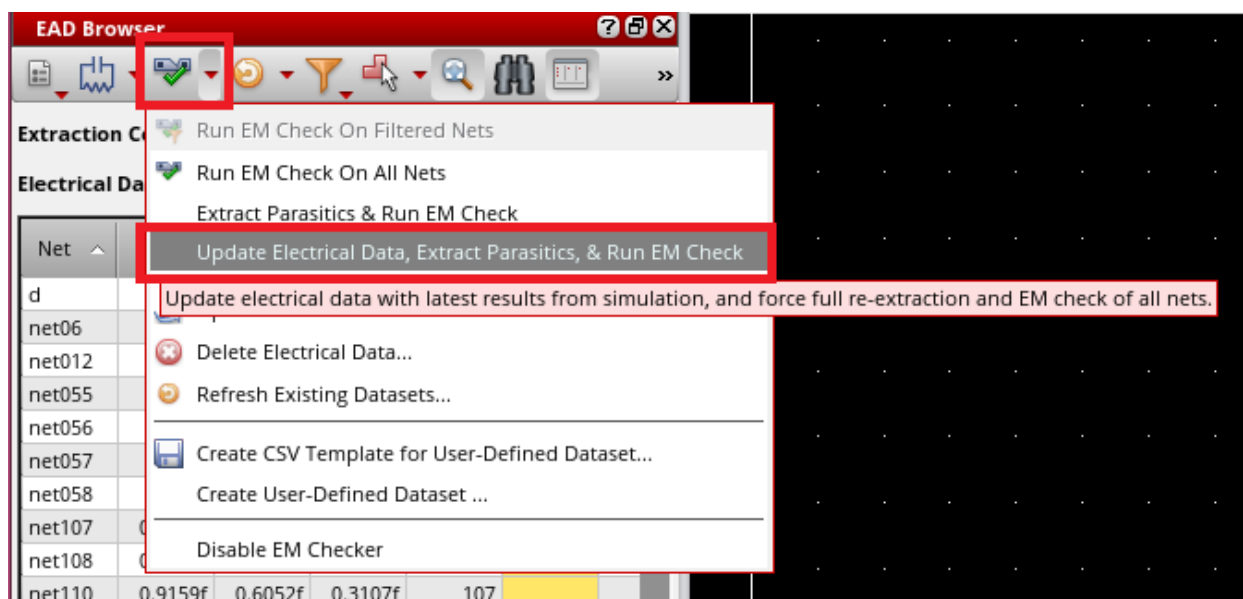 EAD Browser
»
Extraction Co
Run EM Check On Filtered Nets
Electrical Da
Run EM Check On All Nets
Extract Parasitics & Run EM Check
Net
Update Electrical Data, Extract Parasitics, & Run EM Check
d
Update electrical data with latest results from simulation, and force full re-extraction and EM check of all nets.
net06
net012
Delete Electrical Data...
net055
Refresh Existing Datasets...
net056
net057
Create CSV Template for User-Defined Dataset...
net058
Create User-Defined Dataset ...
net107
net108
Disable EM Checker
net110 0.9159f 0.6052f 0.3107f 107